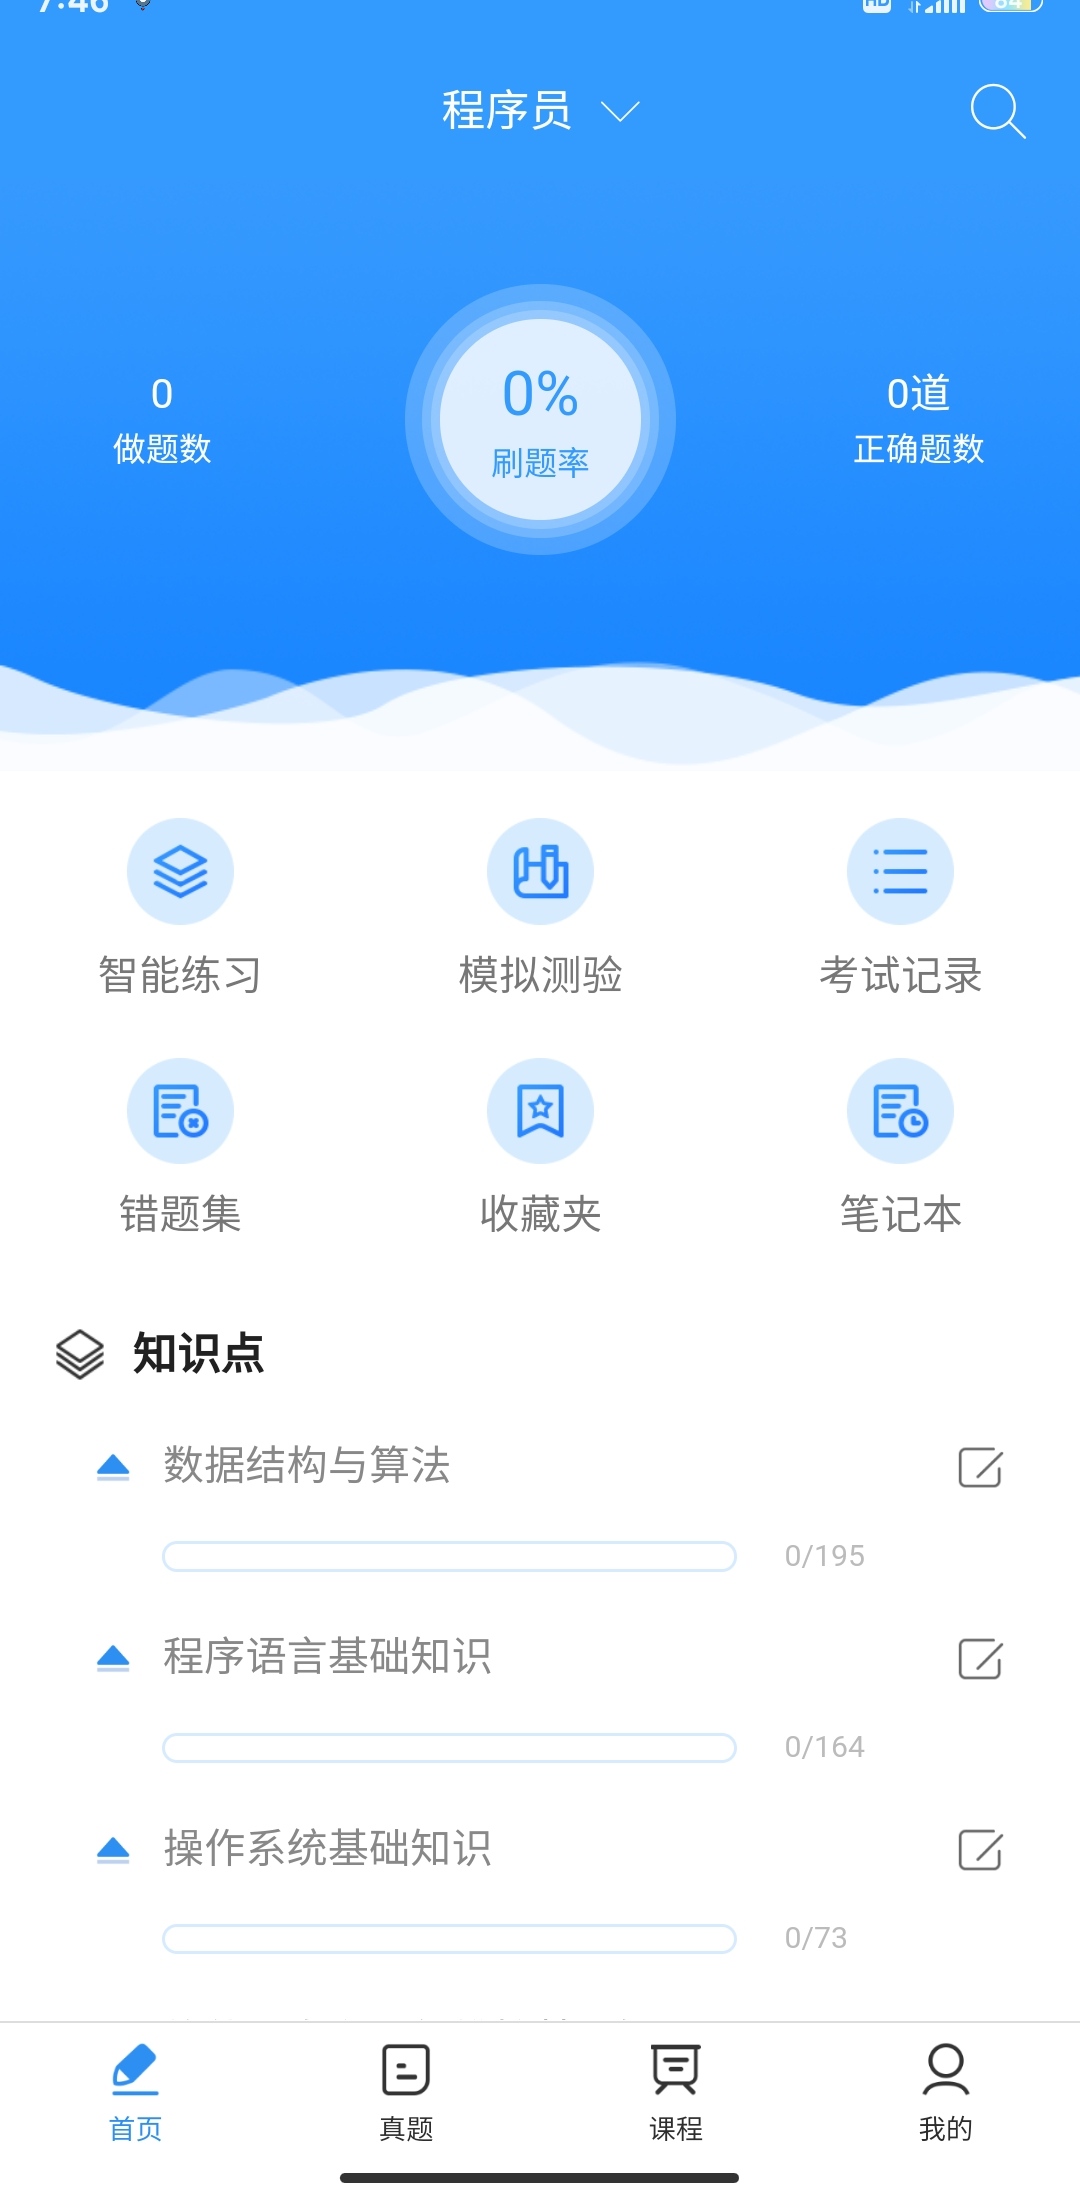 7:46
HD
84
程序员
0
做题数
0%
刷题率
0道
正确题数
智能练习
模拟测验
考试记录
错题集
收藏夹
笔记本
知识点
数据结构与算法
0/195
程序语言基础知识
0/164
操作系统基础知识
0/73
首页
真题
课程
我的